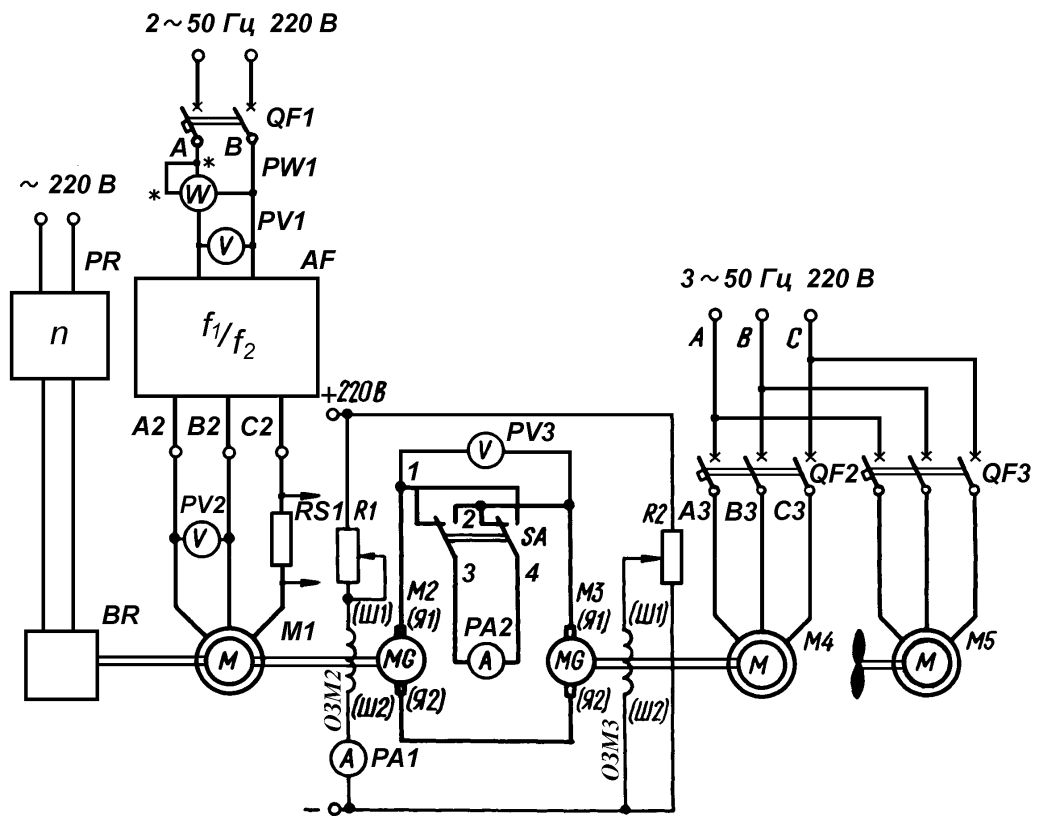 2 ~ 50 Гц 220 В
QF1
A B
*
PW1
*
W
~ 220 В
PV1
V
PR
AF
3 ~ 50 Гц 220 В
n
f1/f2
A B C
+220В
A2 B2 C2
PV3
V
1
QF2 QF3
PV2
RS1 R1
2
SA
R2
A3 B3 C3
V
3 4
BR
M1
(Ш1)
M2
(Я1)
PA2
M3
(Я1)
(Ш1)
M4
M5
M
MG
A
MG
M
M
ОЗМ2
(Ш2)
(Я2)
(Я2)
ОЗМ3
(Ш2)
A
PA1
–